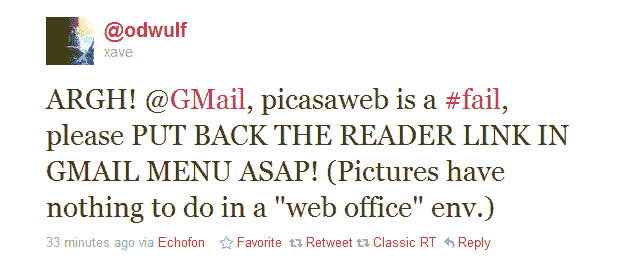 @odwulf
xave
ARGH! @GMail, picasaweb is a #fail,
please PUT BACK THE READER LINK IN
GMAIL MENU ASAP! (Pictures have
nothing to do in a "web office" env.)
33 minutes ago via Echofon Favorite Retweet Classic RT Reply